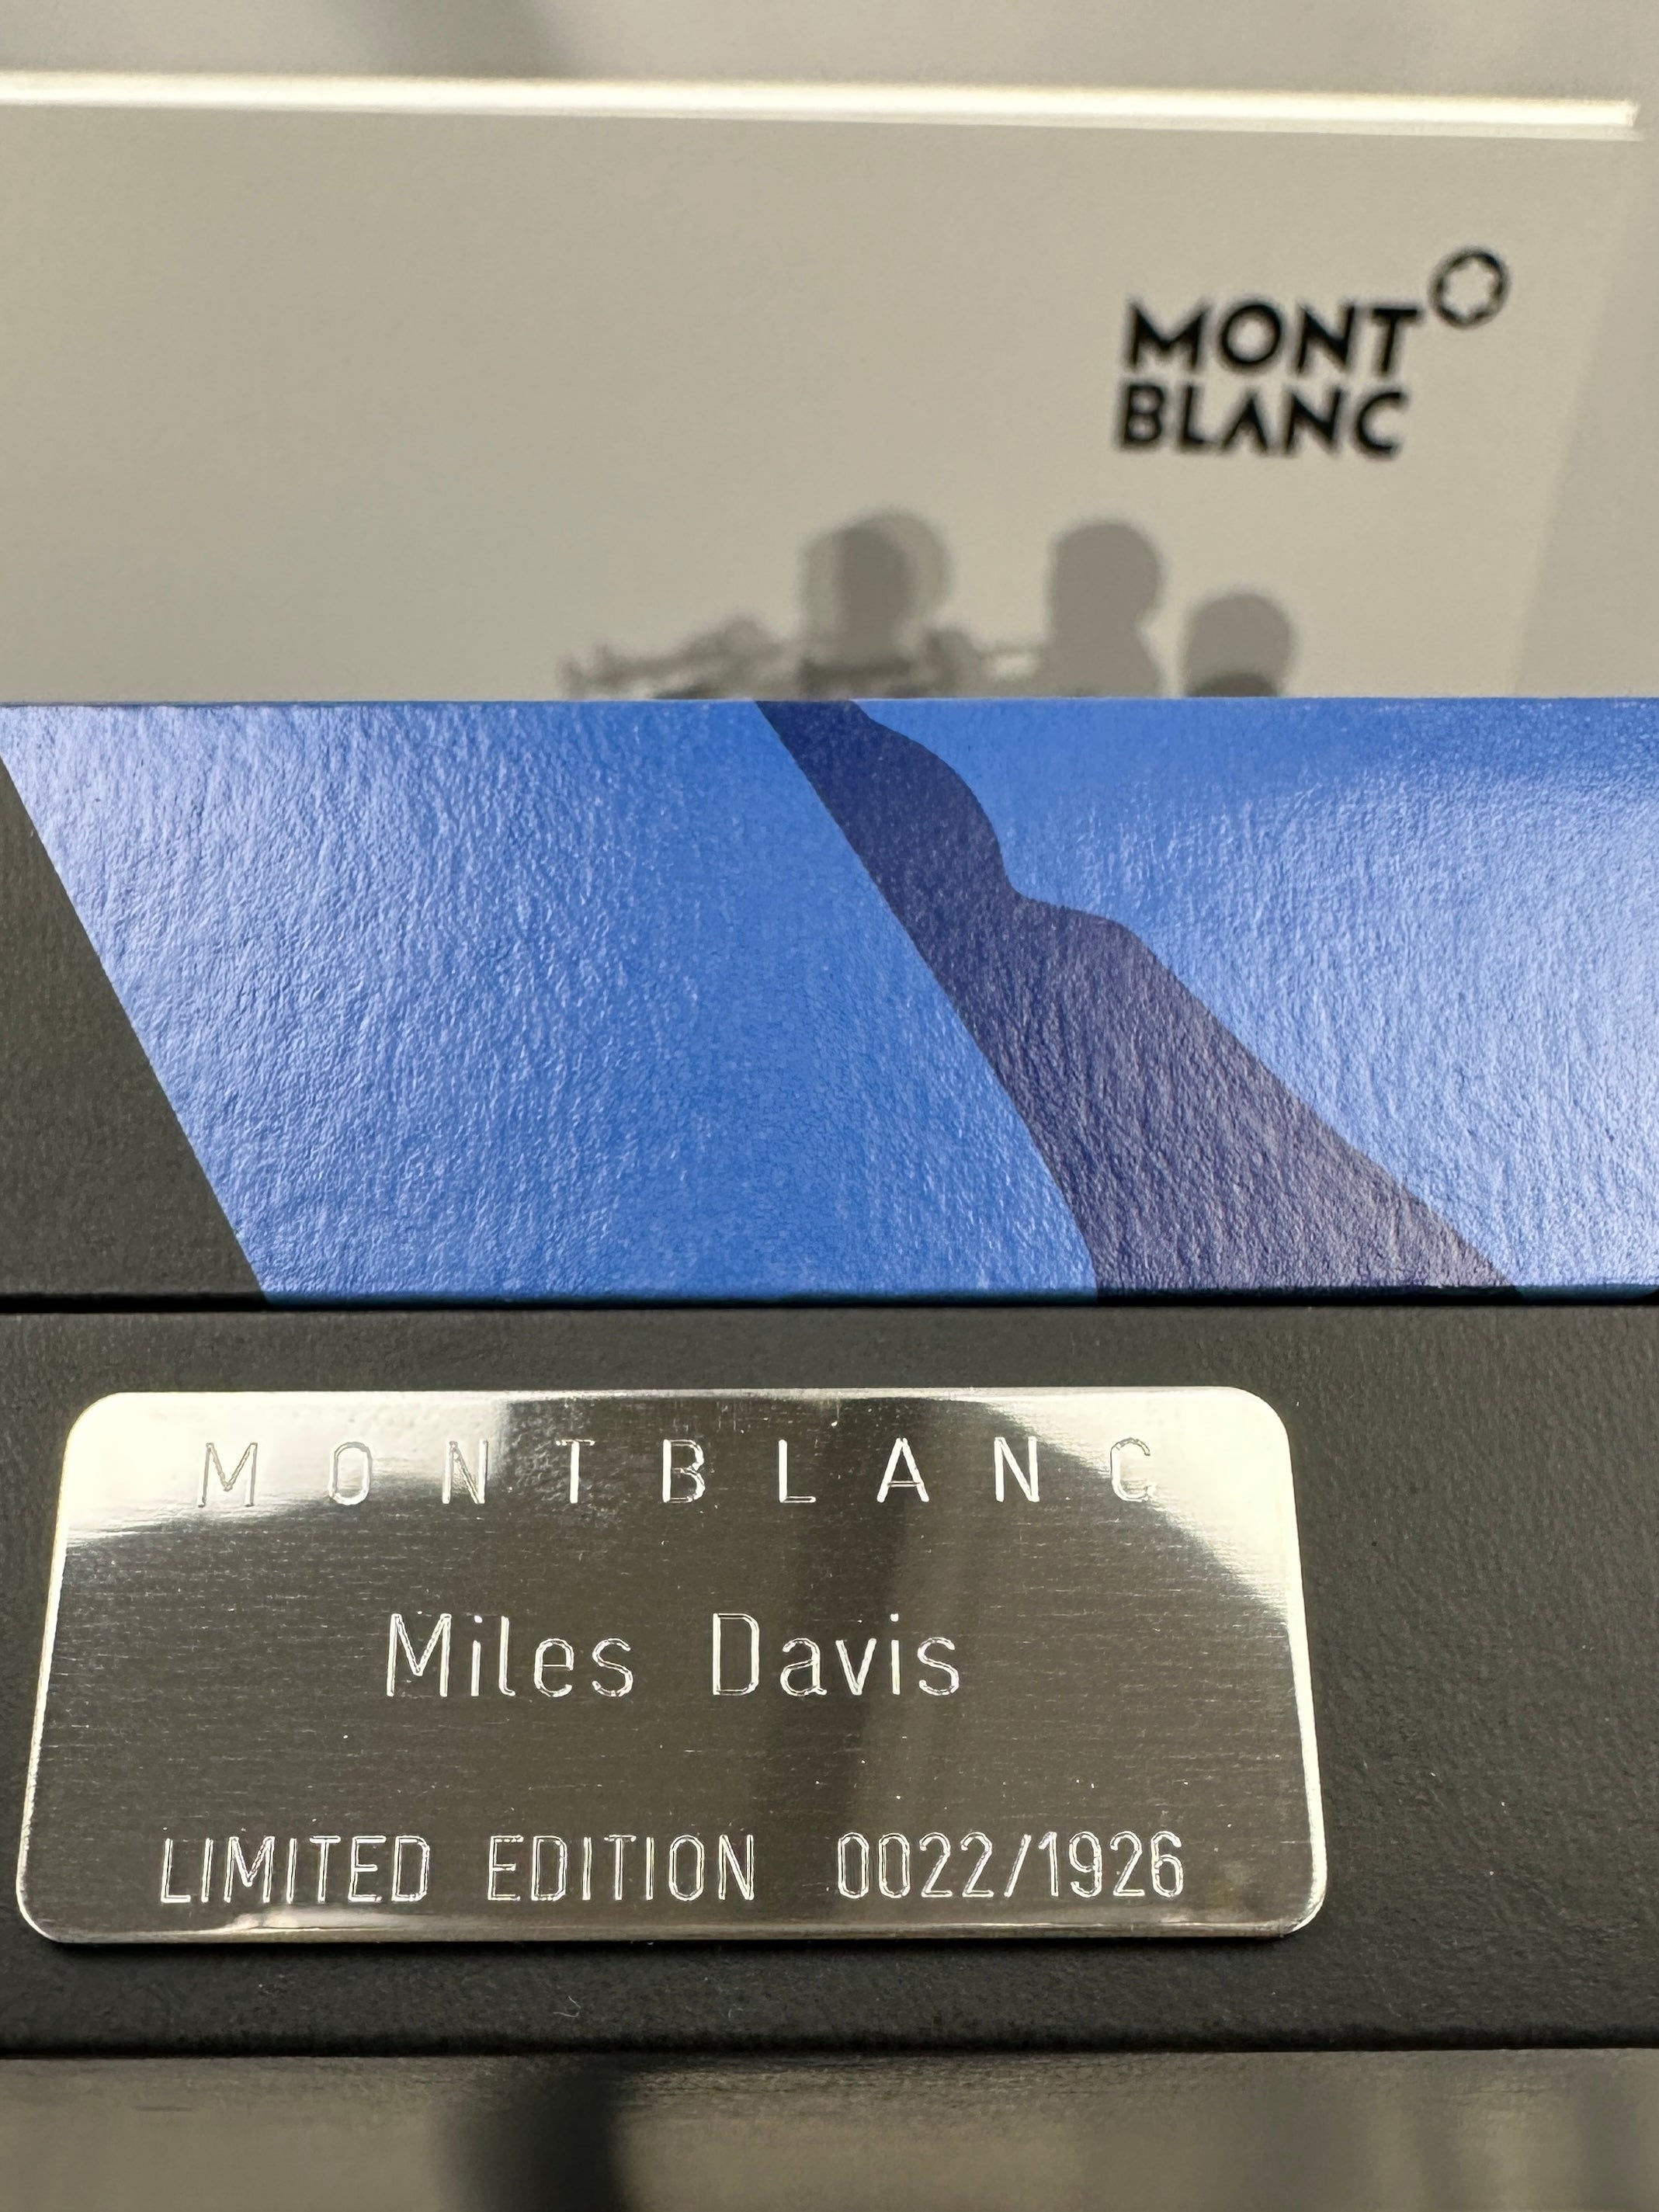 MONT
BLANC
MONTBLANC
Miles Davis
LIMITED EDITION 0022/1926